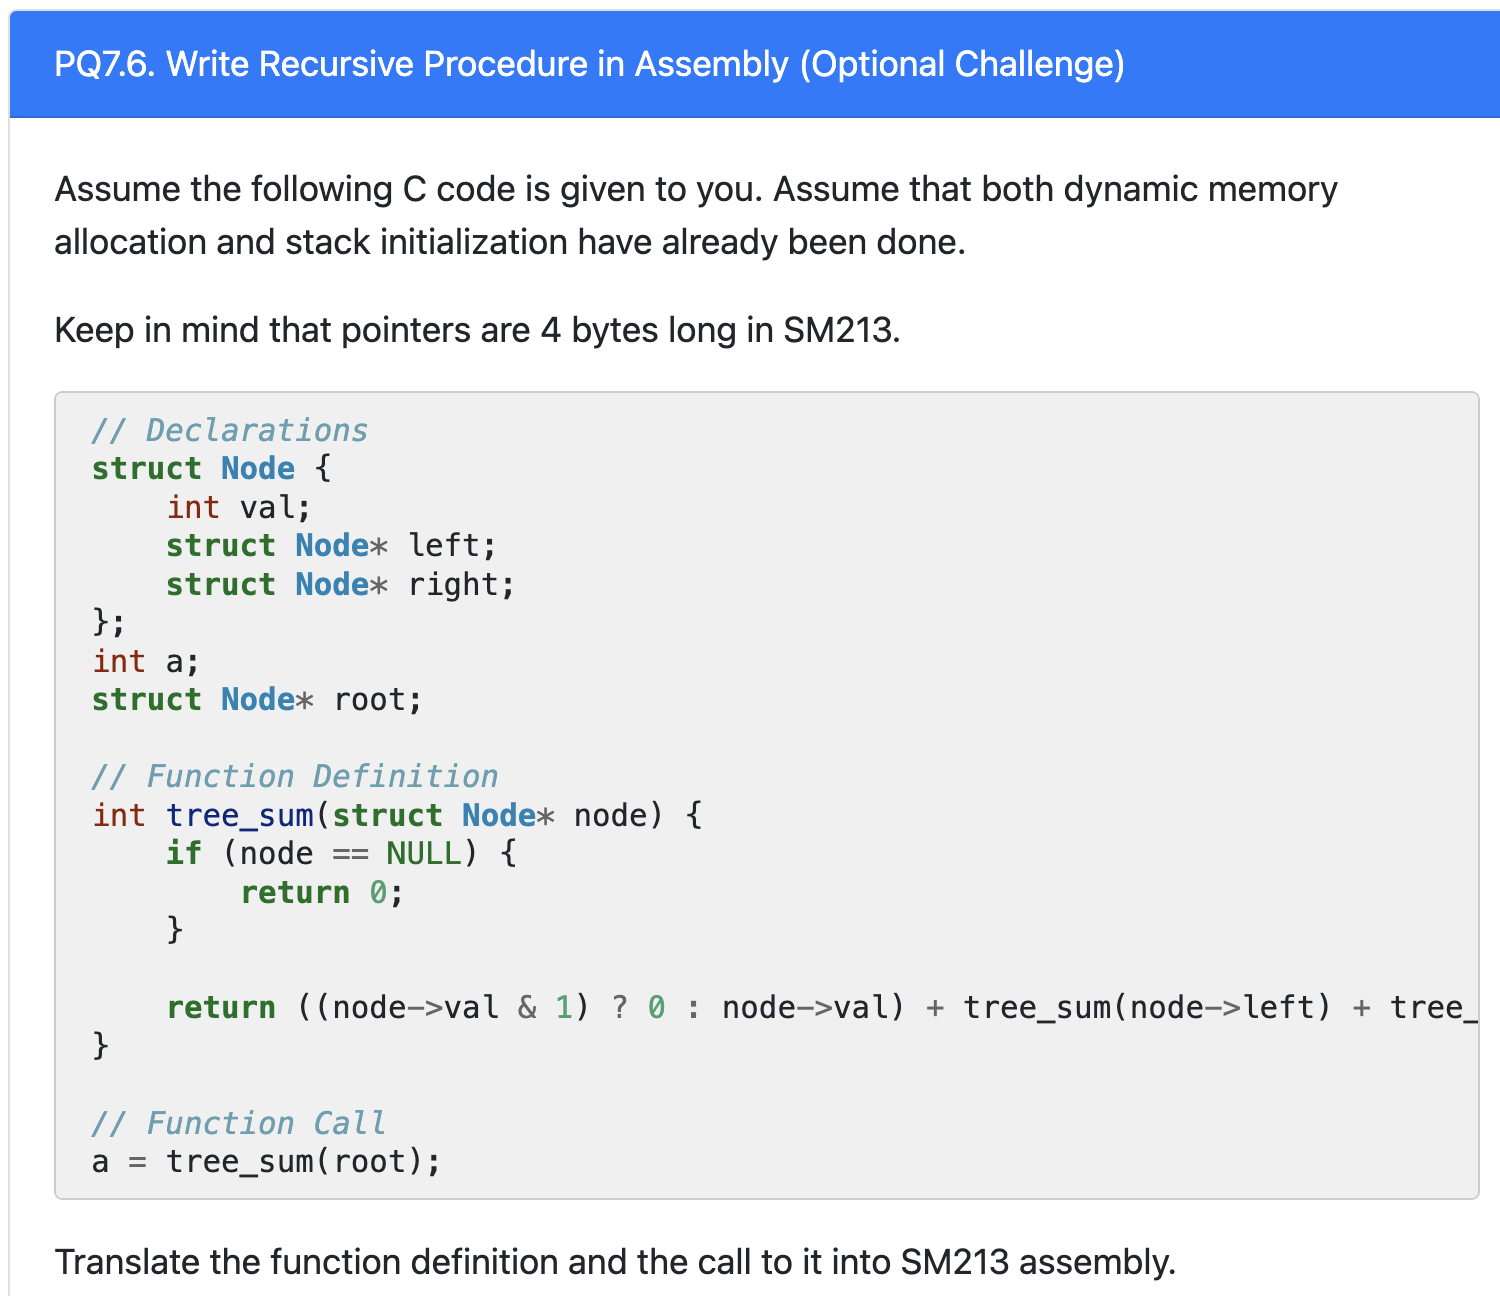 PQ7.6. Write Recursive Procedure in Assembly (Optional Challenge)
Assume the following C code is given to you. Assume that both dynamic memory
allocation and stack initialization have already been done.
Keep in mind that pointers are 4 bytes long in SM213.
// Declarations
struct Node {
    int val;
    struct Node* left;
    struct Node* right;
};
int a;
struct Node* root;
// Function Definition
int tree_sum(struct Node* node) {
    if (node == NULL) {
        return 0;
    }
    return ((node->val & 1) ? 0 : node->val) + tree_sum(node->left) + tree_
}
// Function Call
a = tree_sum(root);
Translate the function definition and the call to it into SM213 assembly.